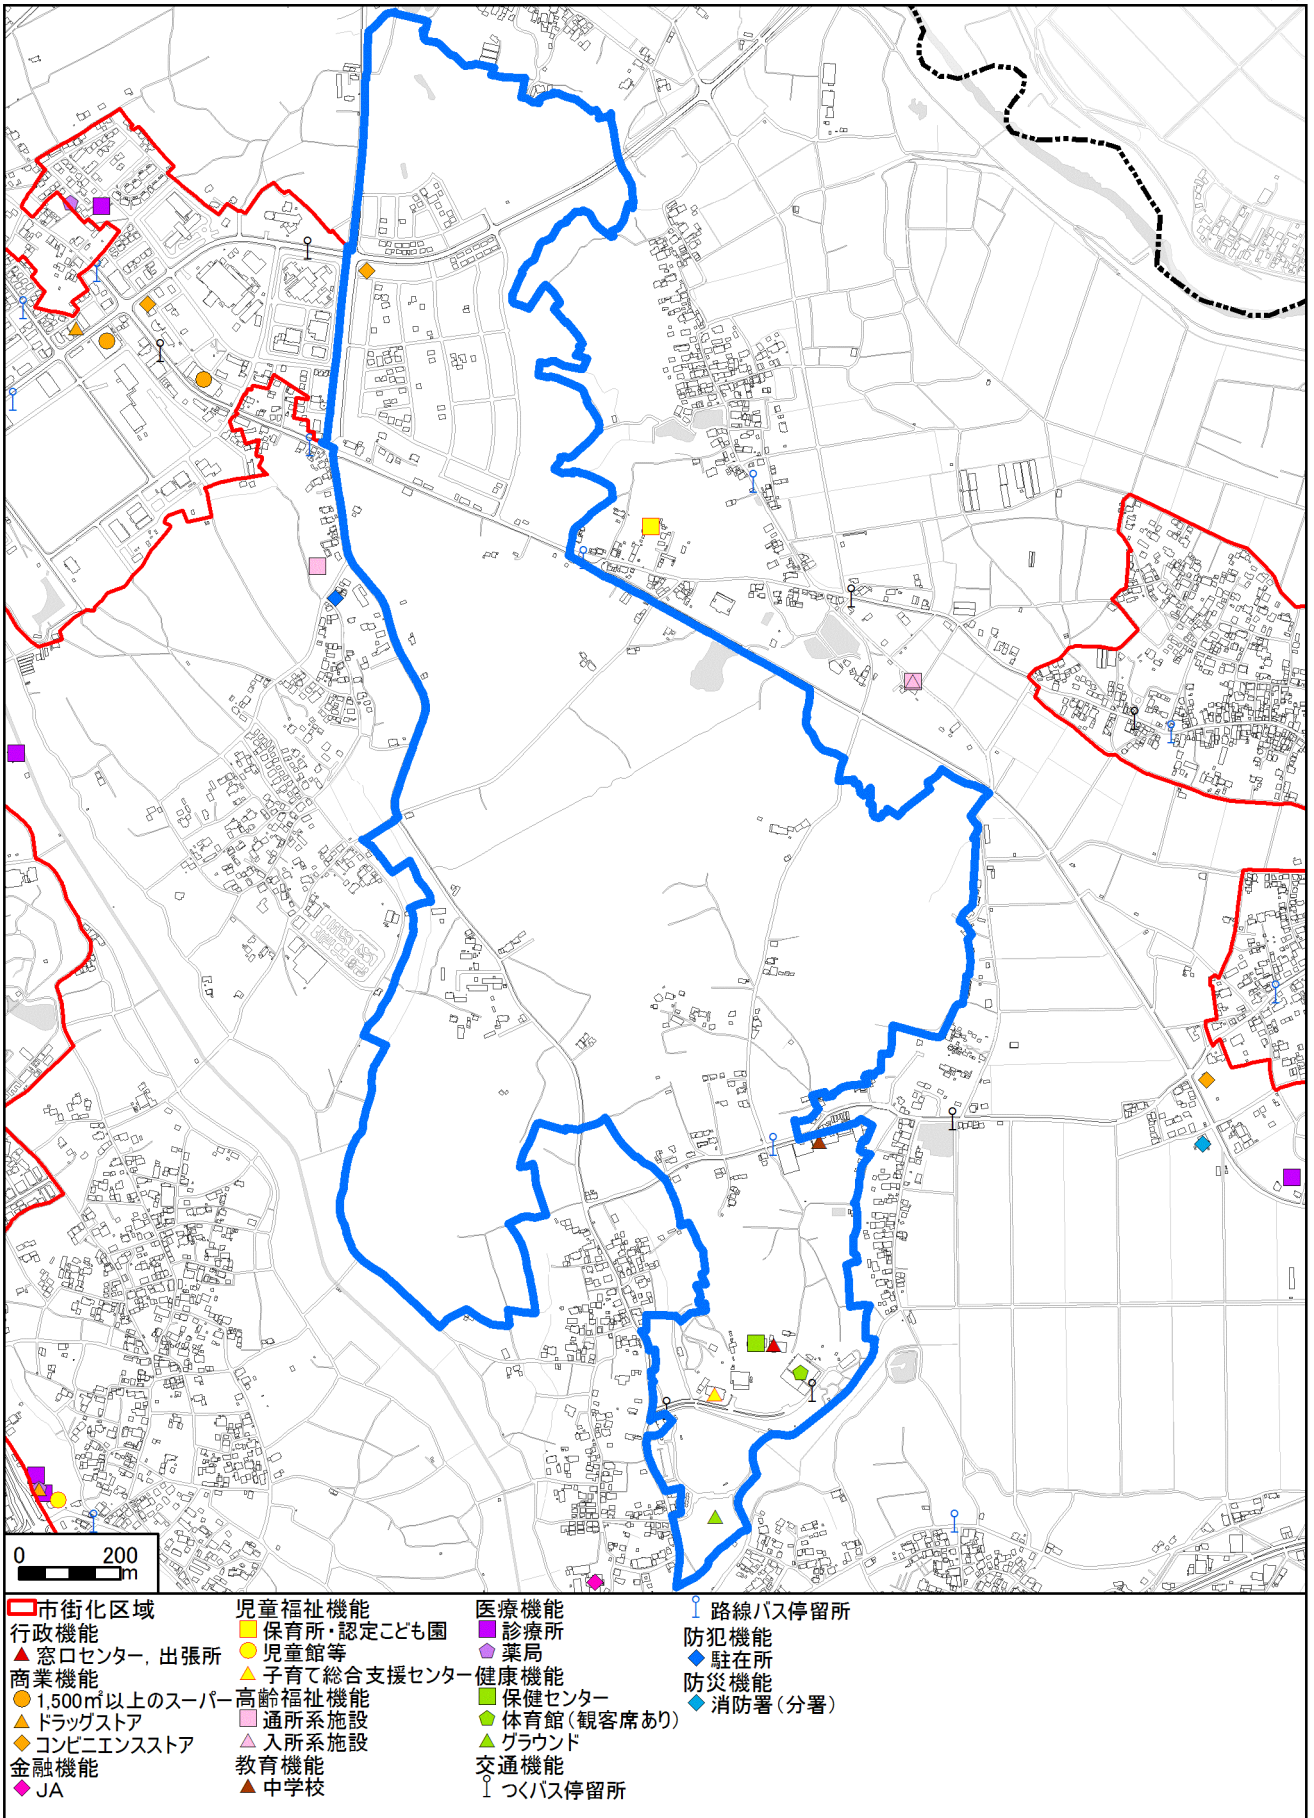 0 200
m
市街化区域
行政機能
窓口センター，出張所
商業機能
1,500㎡以上のスーパー
ドラッグストア
コンビニエンスストア
金融機能
JA
児童福祉機能
保育所・認定こども園
児童館等
子育て総合支援センター
高齢福祉機能
通所系施設
入所系施設
教育機能
中学校
医療機能
診療所
薬局
健康機能
保健センター
体育館（観客席あり）
グラウンド
交通機能
つくバス停留所
路線バス停留所
防犯機能
駐在所
防災機能
消防署（分署）